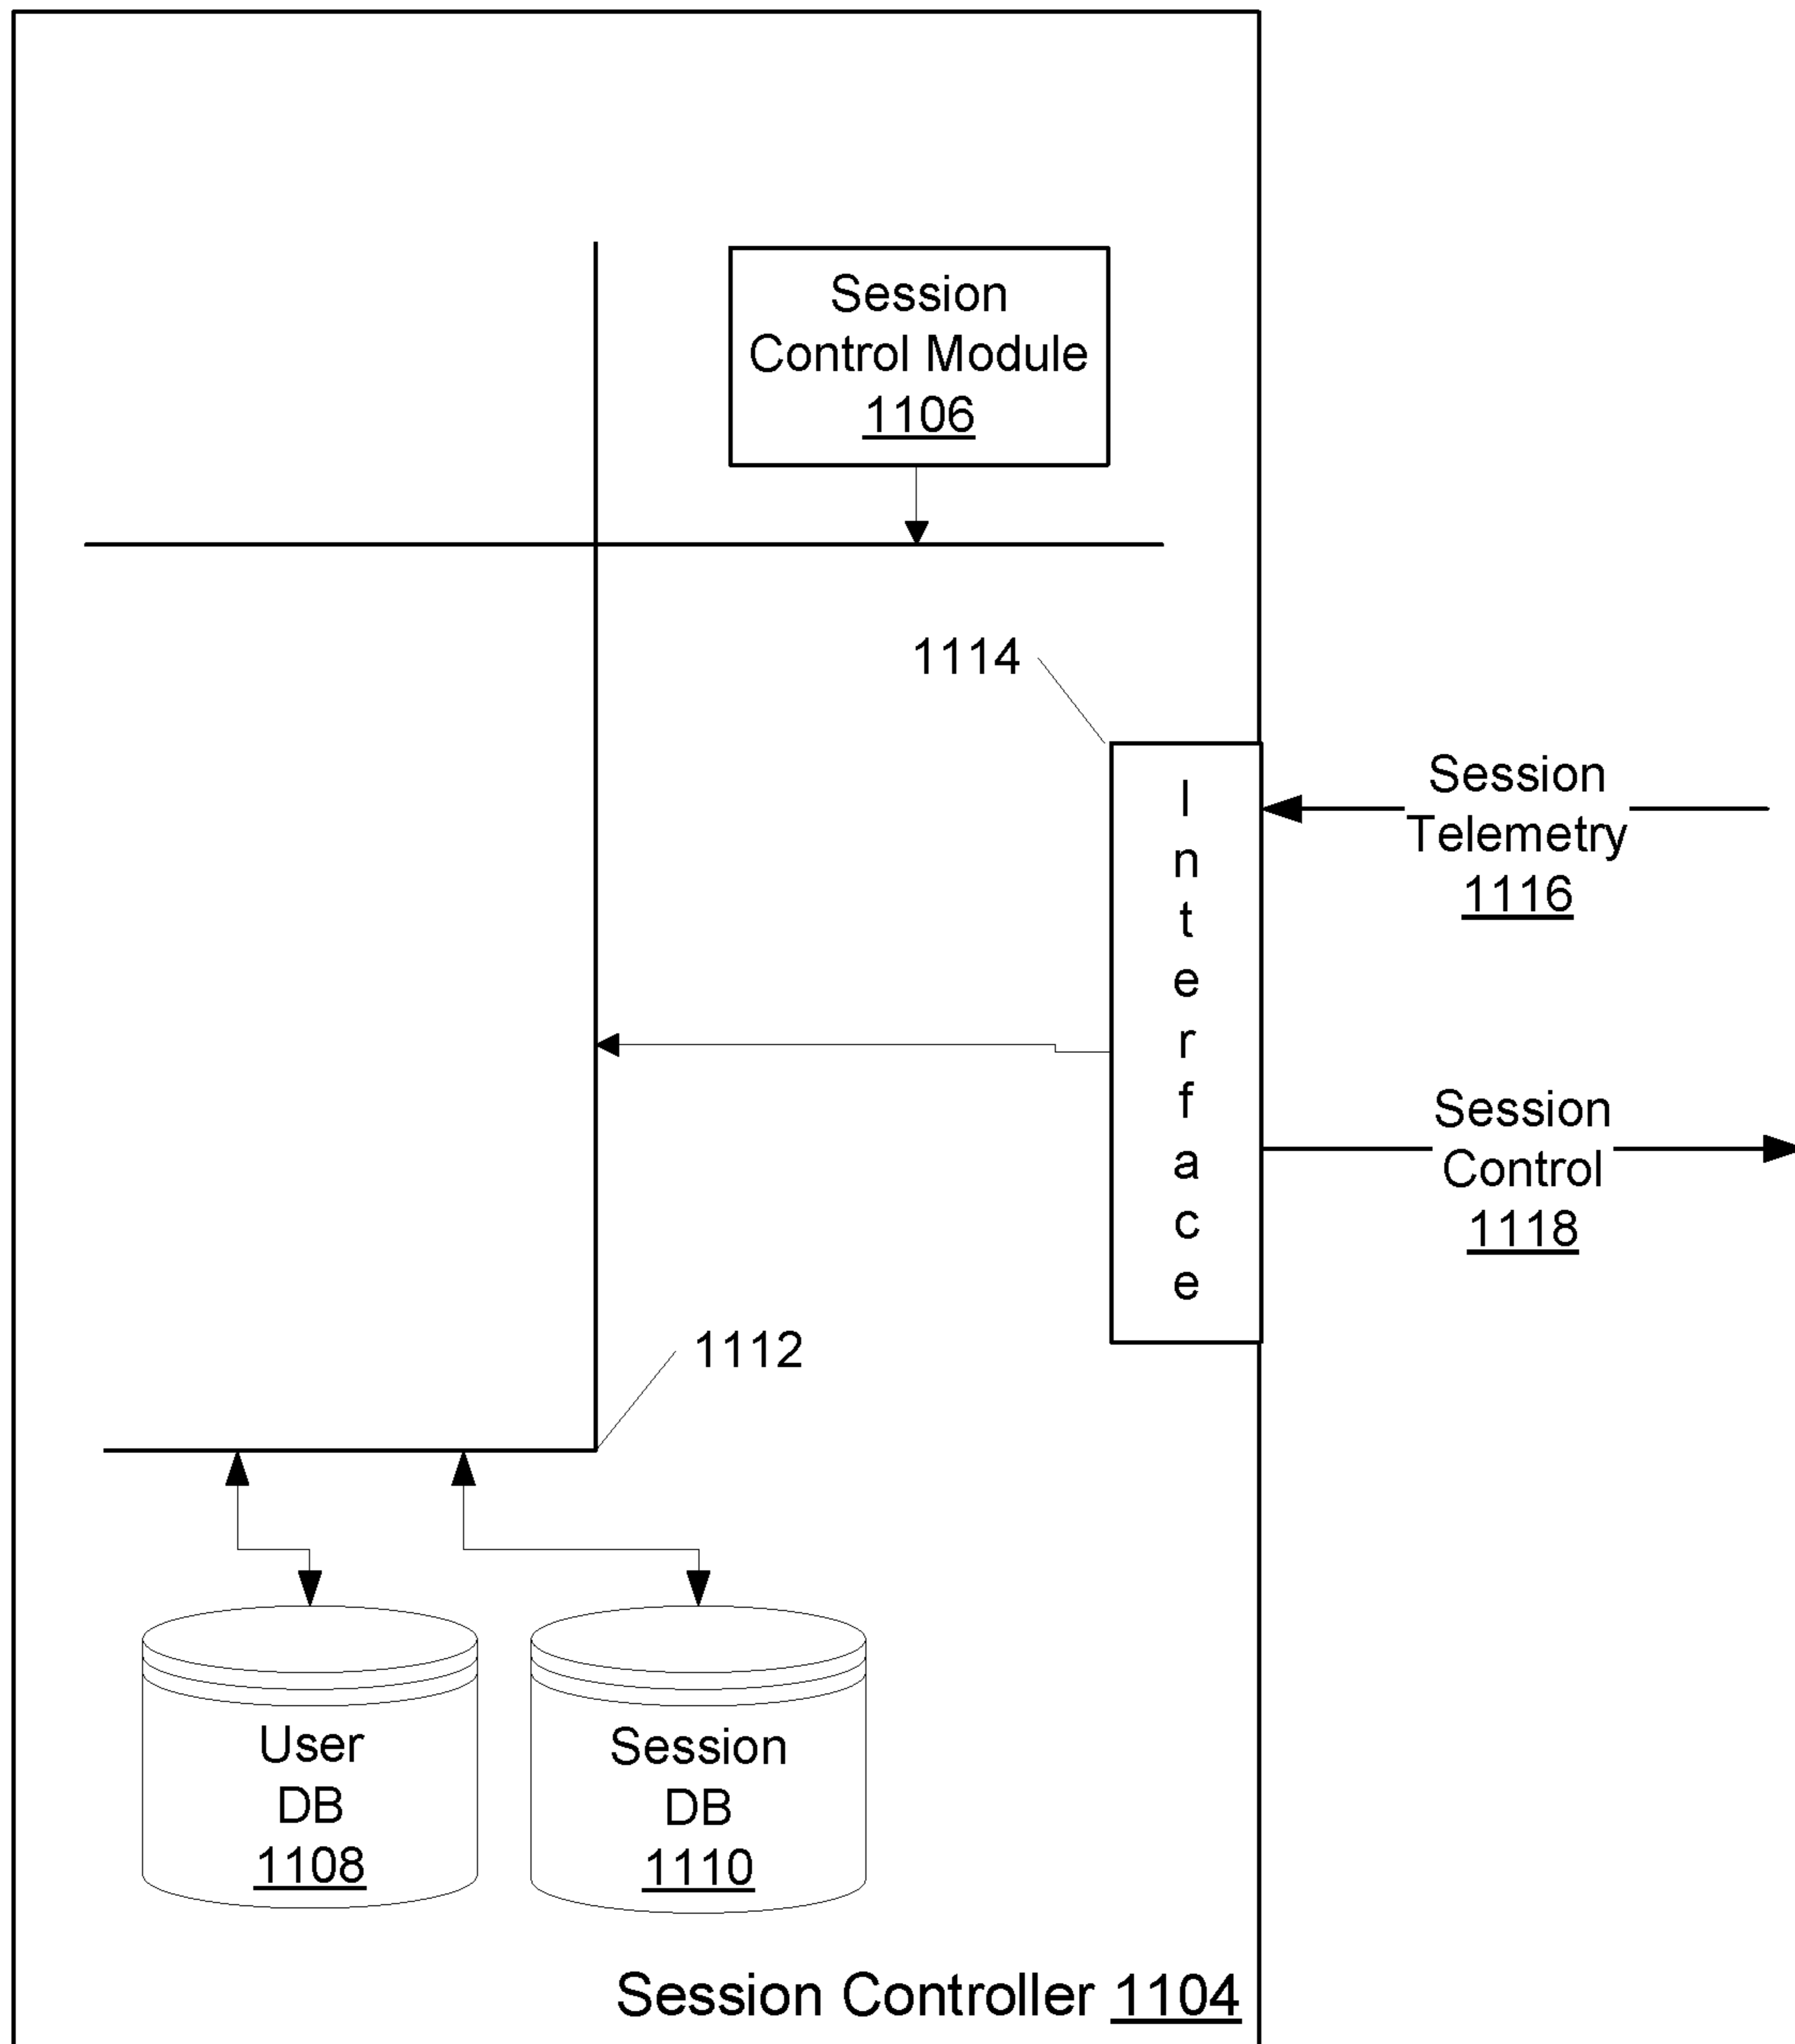 Session
Control Module
1106
1114
Interface
Session
Telemetry
1116
Session
Control
1118
1112
User
DB
1108
Session
DB
1110
Session Controller 1104